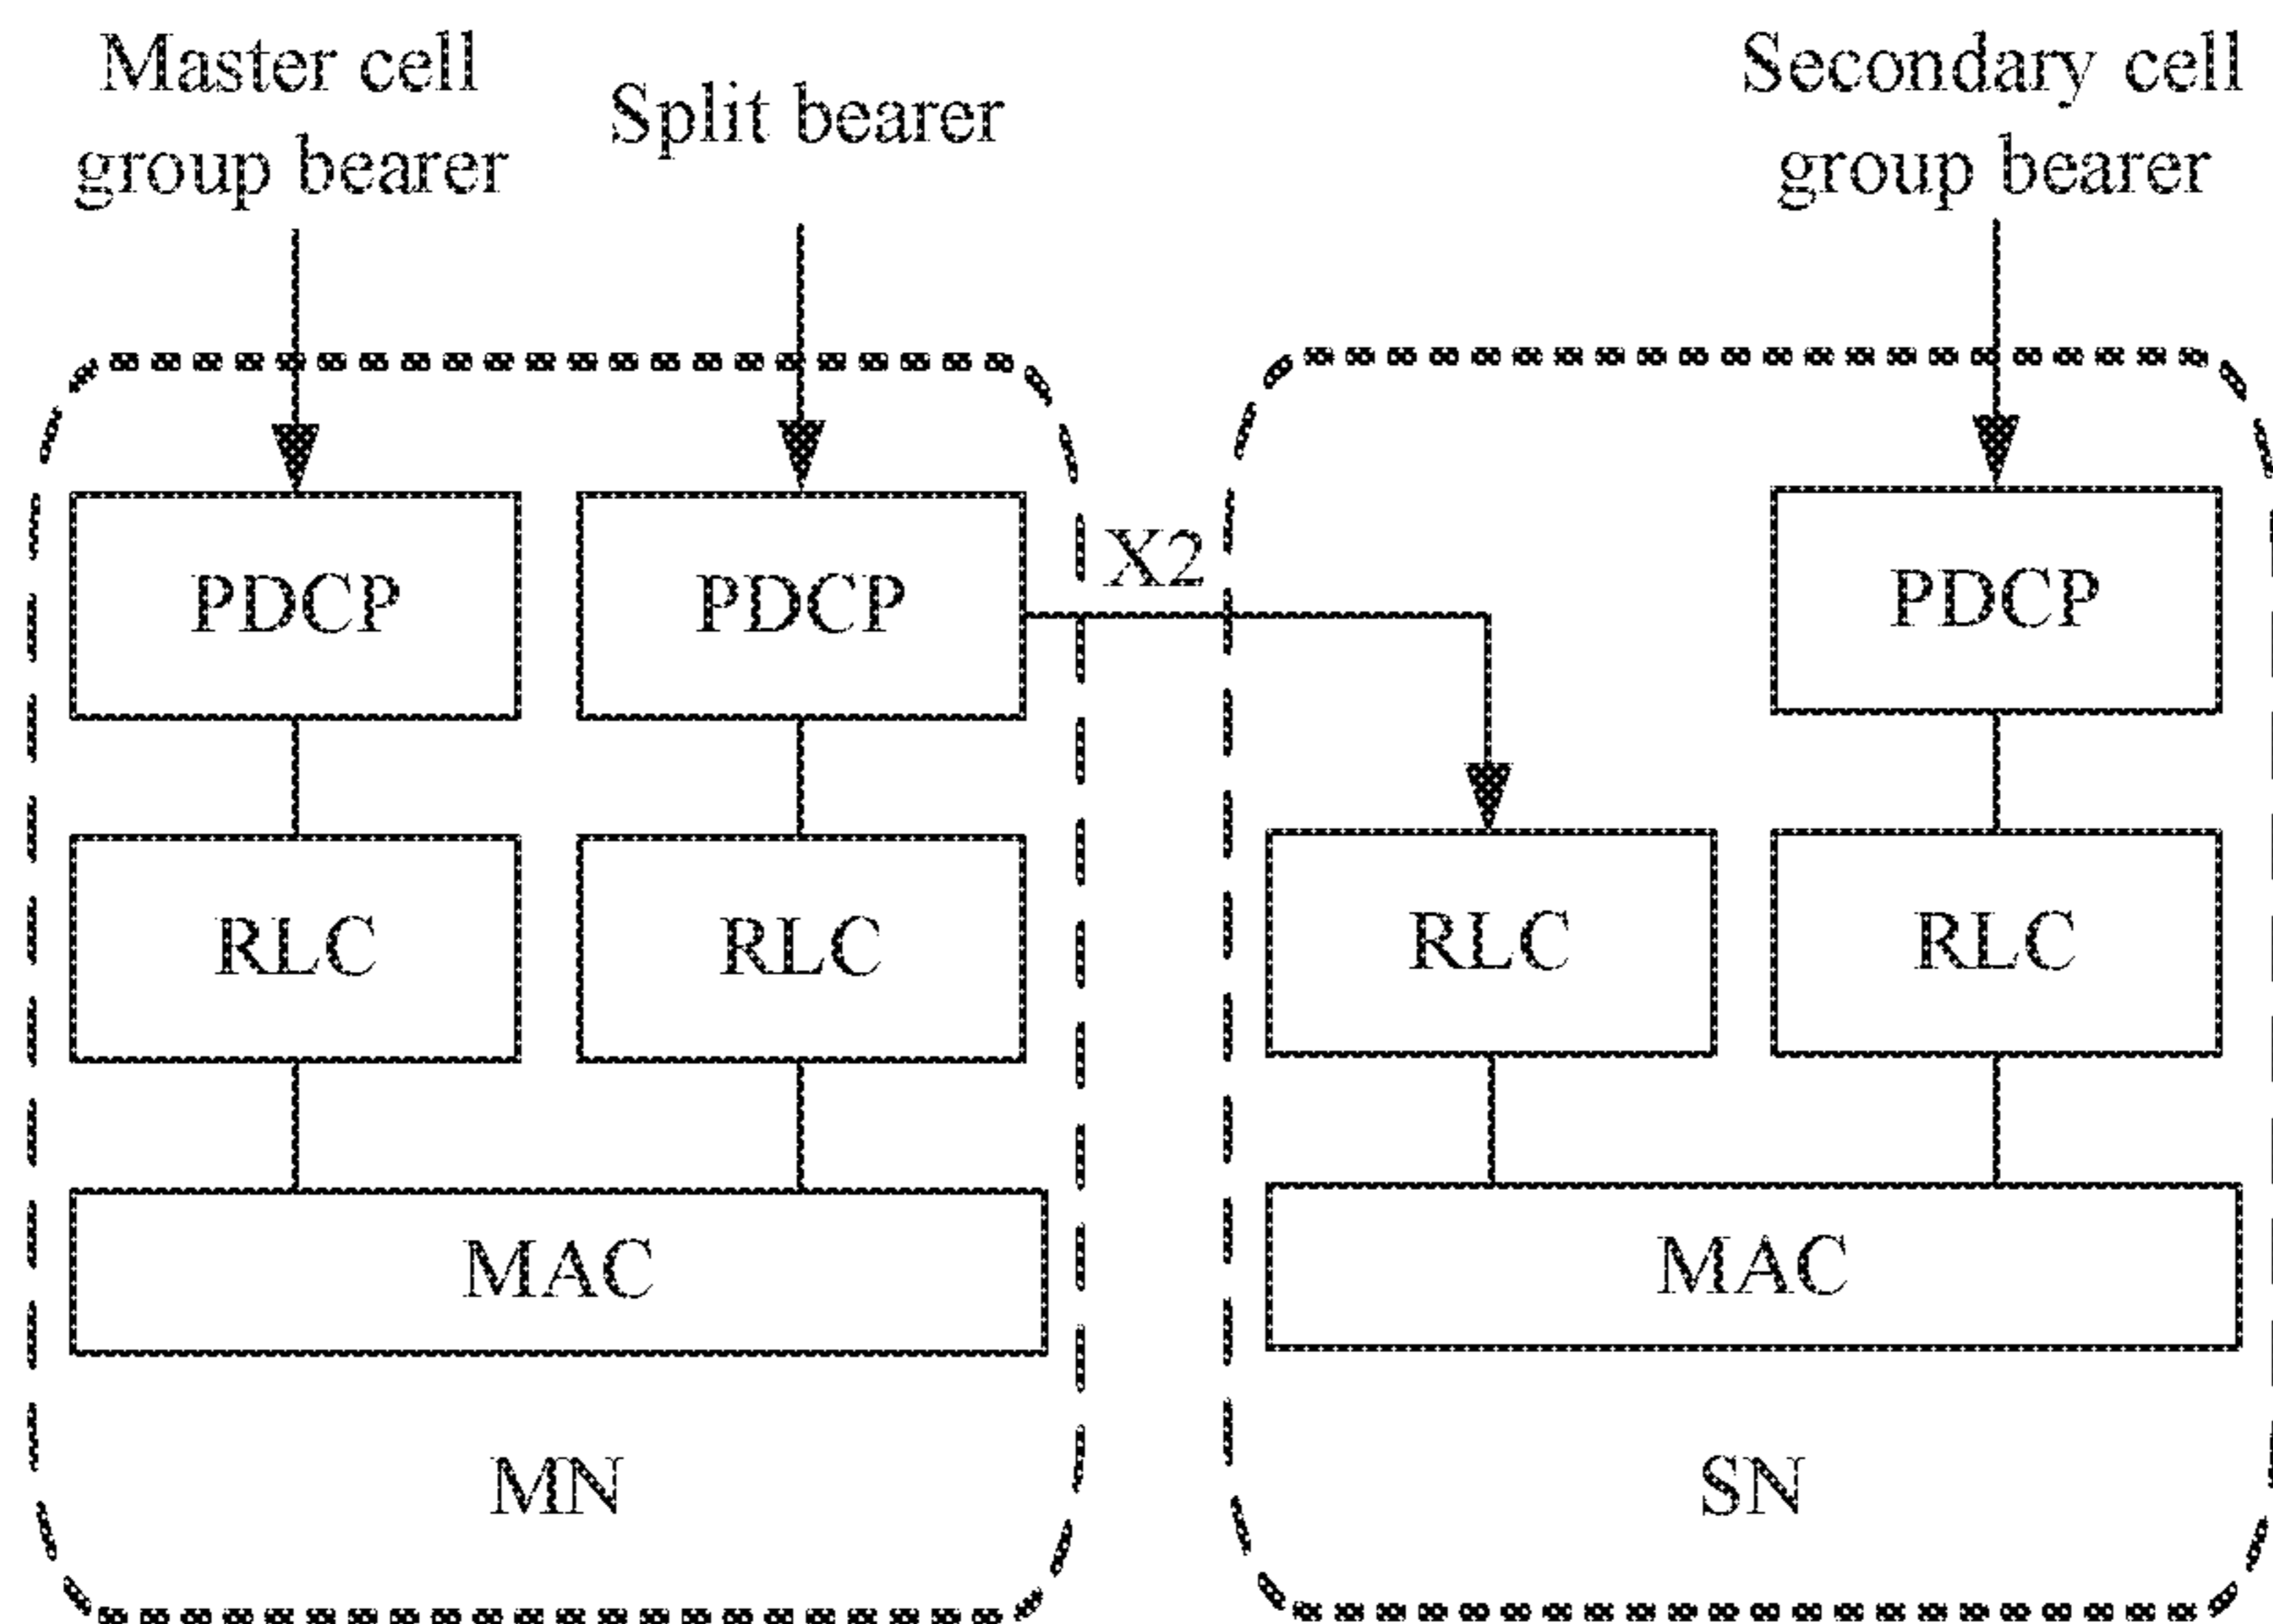 Master cell
group bearer
Split bearer
Secondary cell
group bearer
PDCP
PDCP
X2
PDCP
RLC
RLC
RLC
RLC
MAC
MAC
MN
SN